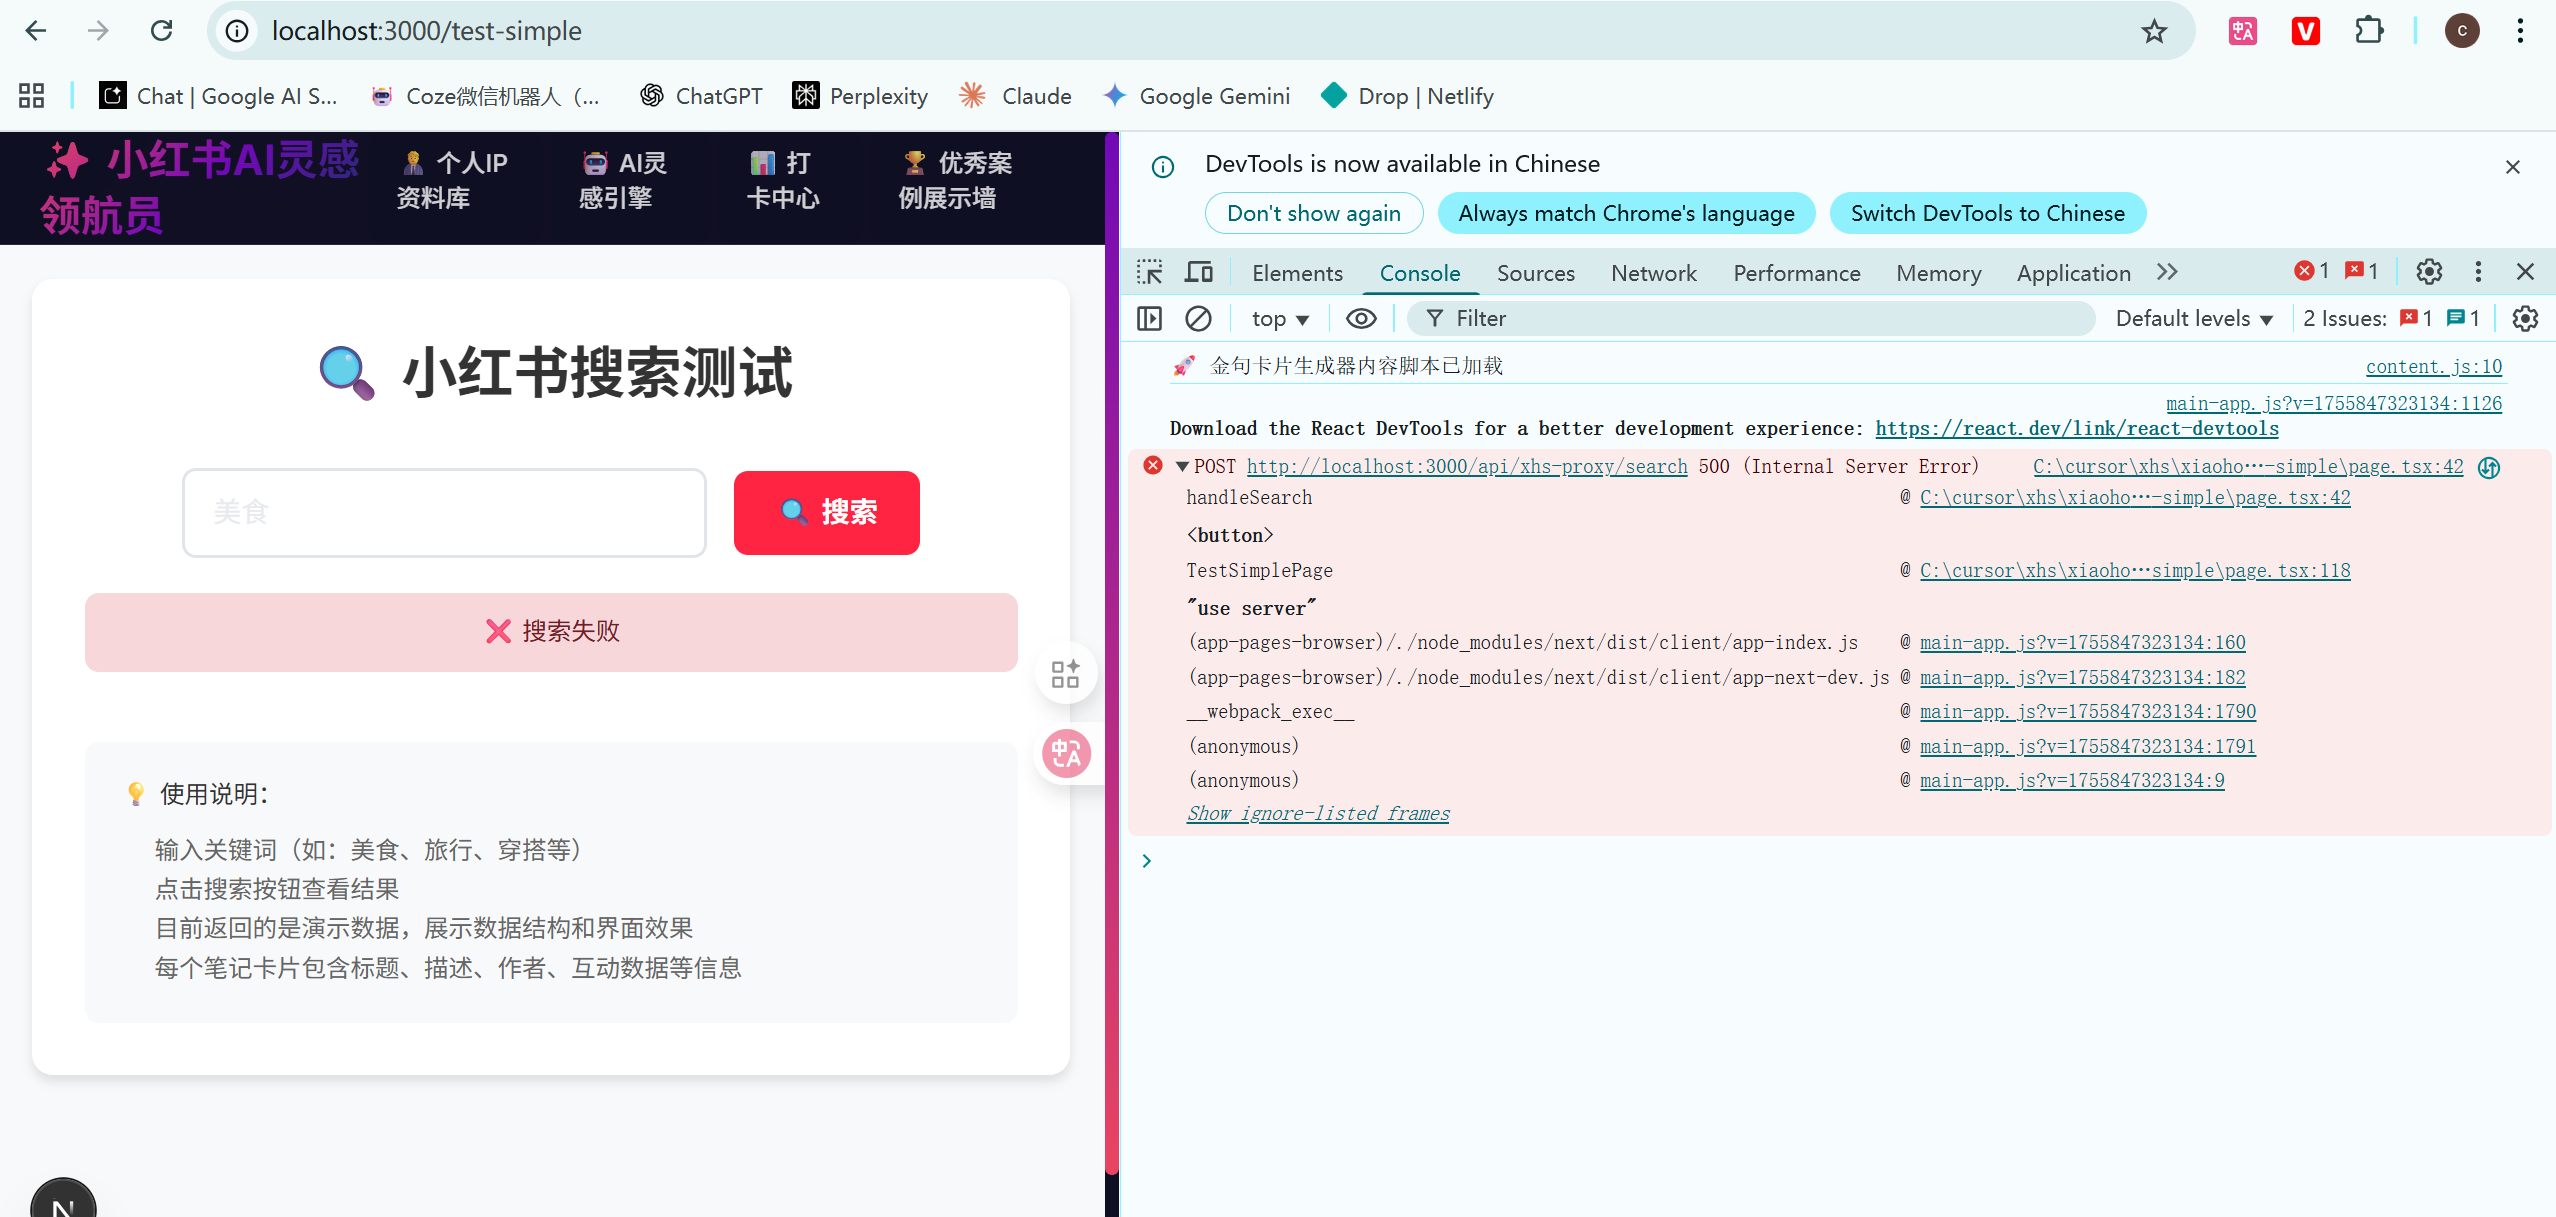 localhost:3000/test-simple
C
Chat | Google AI S...
Coze微信机器人（...
ChatGPT
Perplexity
Claude
Google Gemini
Drop | Netlify
小红书AI灵感
领航员
个人IP
资料库
AI灵
感引擎
打
卡中心
优秀案
例展示墙
小红书搜索测试
美食
搜索
搜索失败
使用说明：
输入关键词（如：美食、旅行、穿搭等）
点击搜索按钮查看结果
目前返回的是演示数据，展示数据结构和界面效果
每个笔记卡片包含标题、描述、作者、互动数据等信息
中A
N
DevTools is now available in Chinese
Don't show again
Always match Chrome's language
Switch DevTools to Chinese
Elements
Console
Sources
Network
Performance
Memory
Application
1
1
top
Filter
Default levels
2 Issues:
1
1
金句卡片生成器内容脚本已加载
content.js:10
main-app.js?v=1755847323134:1126
Download the React DevTools for a better development experience: https://react.dev/link/react-devtools
POST http://localhost:3000/api/xhs-proxy/search 500 (Internal Server Error) C:\cursor\xhs\xiaoho…-simple\page.tsx:42
handleSearch @ C:\cursor\xhs\xiaoho…-simple\page.tsx:42
<button>
TestSimplePage @ C:\cursor\xhs\xiaoho…simple\page.tsx:118
"use server"
(app-pages-browser)/./node_modules/next/dist/client/app-index.js @ main-app.js?v=1755847323134:160
(app-pages-browser)/./node_modules/next/dist/client/app-next-dev.js @ main-app.js?v=1755847323134:182
__webpack_exec__ @ main-app.js?v=1755847323134:1790
(anonymous) @ main-app.js?v=1755847323134:1791
(anonymous) @ main-app.js?v=1755847323134:9
Show ignore-listed frames